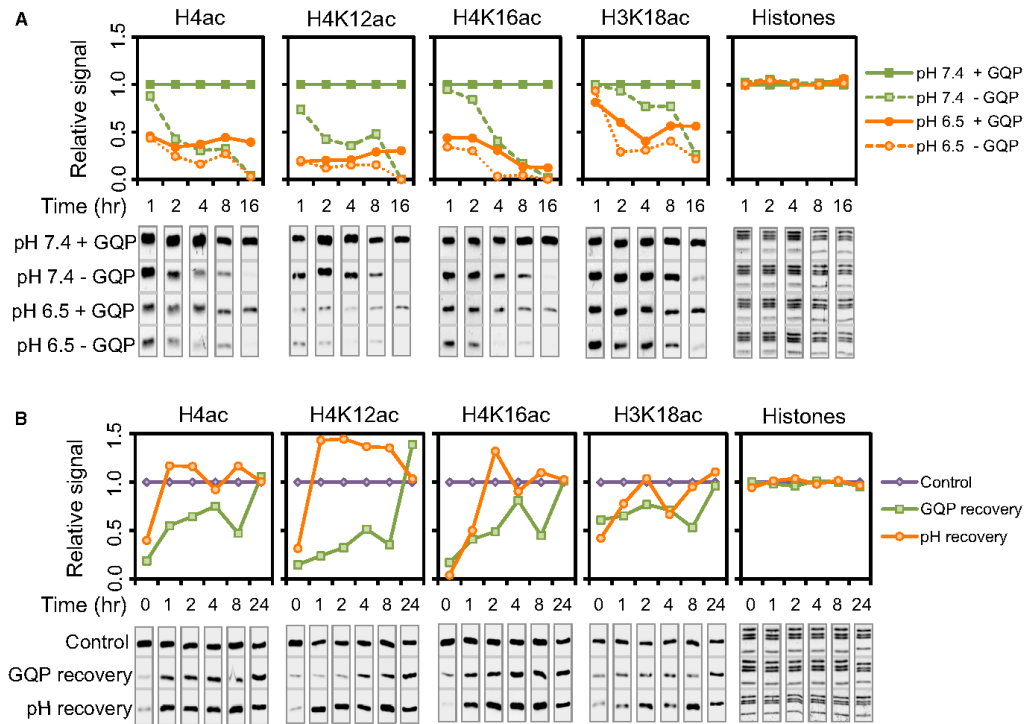 A
H4ac H4K12ac H4K16ac H3K18ac Histones
Relative signal
1.5
1.0
0.5
0.0
pH 7.4 + GQP
pH 7.4 - GQP
pH 6.5 + GQP
pH 6.5 - GQP
Time (hr) 1 2 4 8 16 1 2 4 8 16 1 2 4 8 16 1 2 4 8 16 1 2 4 8 16
pH 7.4 + GQP
pH 7.4 - GQP
pH 6.5 + GQP
pH 6.5 - GQP
B
H4ac H4K12ac H4K16ac H3K18ac Histones
Relative signal
1.5
1.0
0.5
0.0
Control
GQP recovery
pH recovery
Time (hr) 0 1 2 4 8 24 0 1 2 4 8 24 0 1 2 4 8 24 0 1 2 4 8 24 0 1 2 4 8 24
Control
GQP recovery
pH recovery